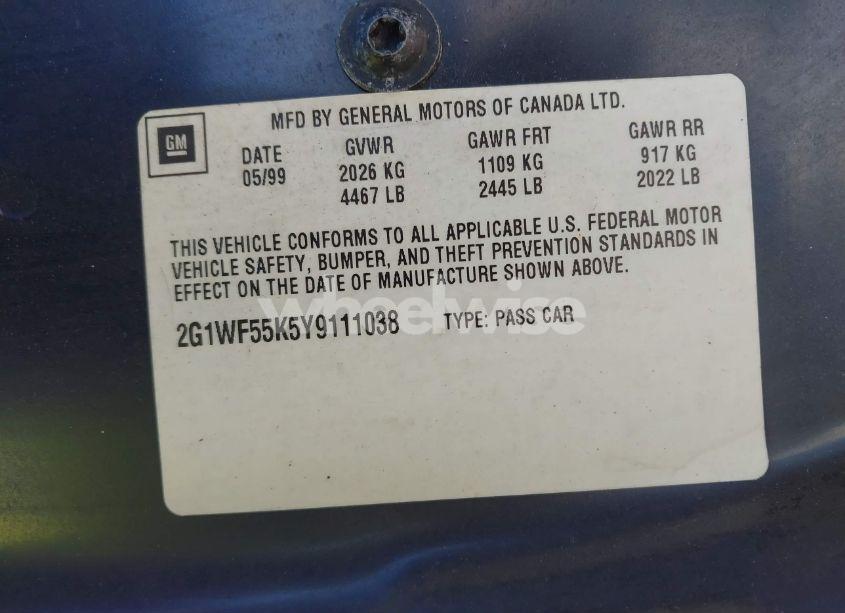 MFD BY GENERAL MOTORS OF CANADA LTD.
GM
DATE GVWR GAWR FRT GAWR RR
05/99 2026 KG 1109 KG 917 KG
4467 LB 2445 LB 2022 LB
THIS VEHICLE CONFORMS TO ALL APPLICABLE U.S. FEDERAL MOTOR
VEHICLE SAFETY, BUMPER, AND THEFT PREVENTION STANDARDS IN
EFFECT ON THE DATE OF MANUFACTURE SHOWN ABOVE.
wheelwise
2G1WF55K5Y9111038 TYPE: PASS CAR